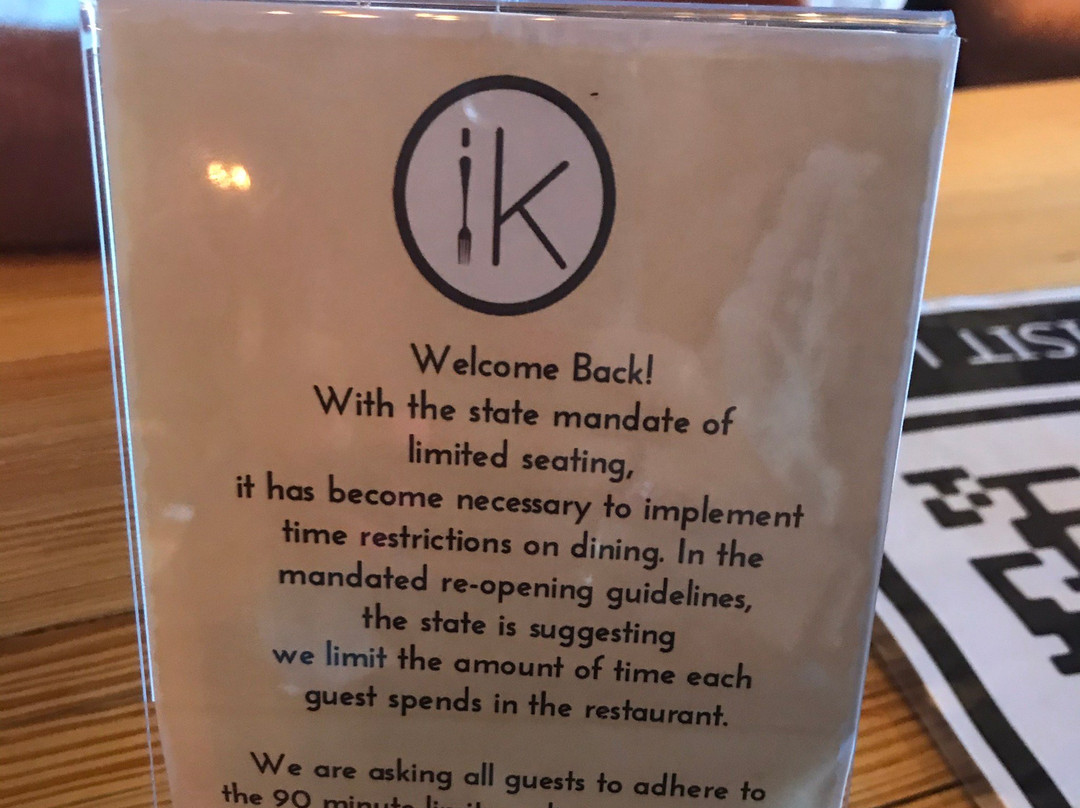 ik
Welcome Back!
With the state mandate of
limited seating,
it has become necessary to implement
time restrictions on dining. In the
mandated re-opening guidelines,
the state is suggesting
we limit the amount of time each
guest spends in the restaurant.
We are asking all guests to adhere to
the 90 minute limit